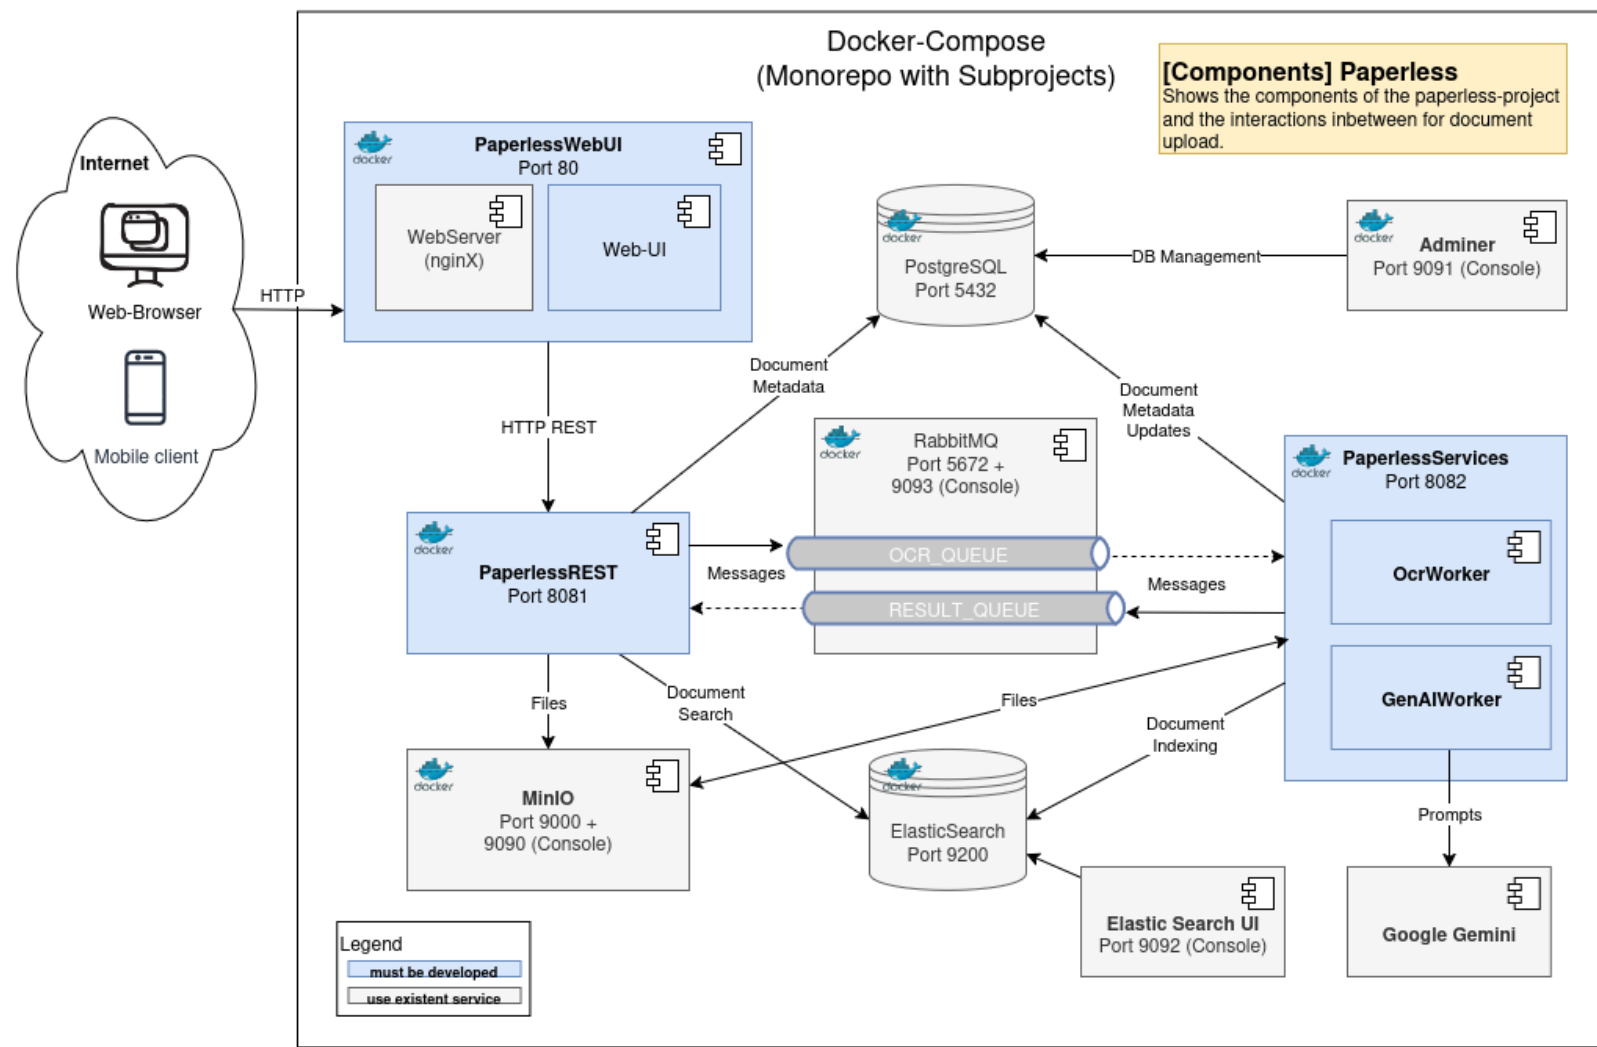 Docker-Compose
(Monorepo with Subprojects)
[Components] Paperless
Shows the components of the paperless-project
and the interactions inbetween for document
upload.
Internet
Web-Browser
Mobile client
HTTP
docker
PaperlessWebUI
Port 80
WebServer
(nginX)
Web-UI
HTTP REST
docker
PostgreSQL
Port 5432
DB Management
docker
Adminer
Port 9091 (Console)
Document
Metadata
Document
Metadata
Updates
docker
RabbitMQ
Port 5672 +
9093 (Console)
OCR_QUEUE
RESULT_QUEUE
Messages
Messages
docker
PaperlessREST
Port 8081
docker
PaperlessServices
Port 8082
OcrWorker
GenAIWorker
Files
Document
Search
Files
Document
Indexing
Prompts
docker
MinIO
Port 9000 +
9090 (Console)
docker
ElasticSearch
Port 9200
Elastic Search UI
Port 9092 (Console)
Google Gemini
Legend
must be developed
use existent service